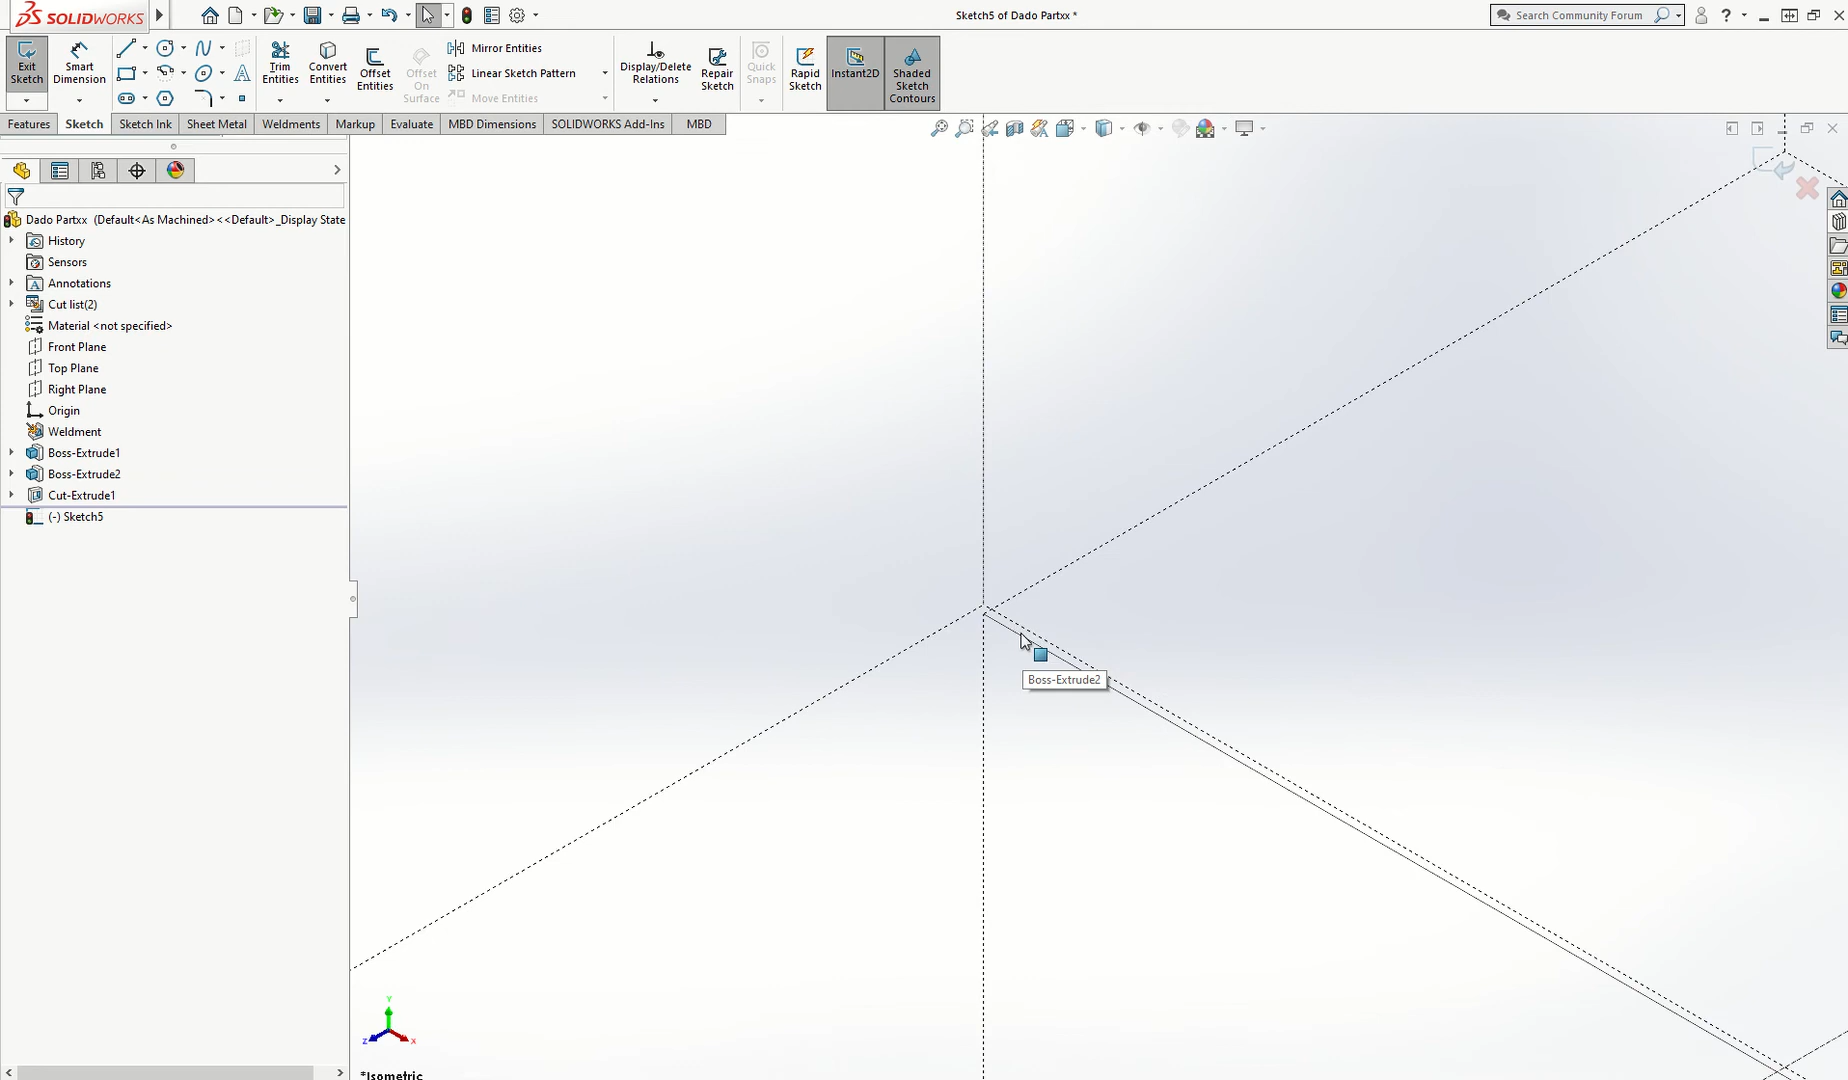 SOLIDWORKS
Sketch5 of Dado Partxx *
Search Community Forum
?
Exit Sketch
Smart Dimension
Trim Entities
Convert Entities
Offset Entities
Offset On Surface
Mirror Entities
Linear Sketch Pattern
Move Entities
Display/Delete Relations
Repair Sketch
Quick Snaps
Rapid Sketch
Instant2D
Shaded Sketch Contours
Features
Sketch
Sketch Ink
Sheet Metal
Weldments
Markup
Evaluate
MBD Dimensions
SOLIDWORKS Add-Ins
MBD
Dado Partxx (Default<As Machined><<Default>_Display State
History
Sensors
Annotations
Cut list(2)
Material <not specified>
Front Plane
Top Plane
Right Plane
Origin
Weldment
Boss-Extrude1
Boss-Extrude2
Cut-Extrude1
(-) Sketch5
Boss-Extrude2
Y
Z
X
*Isometric